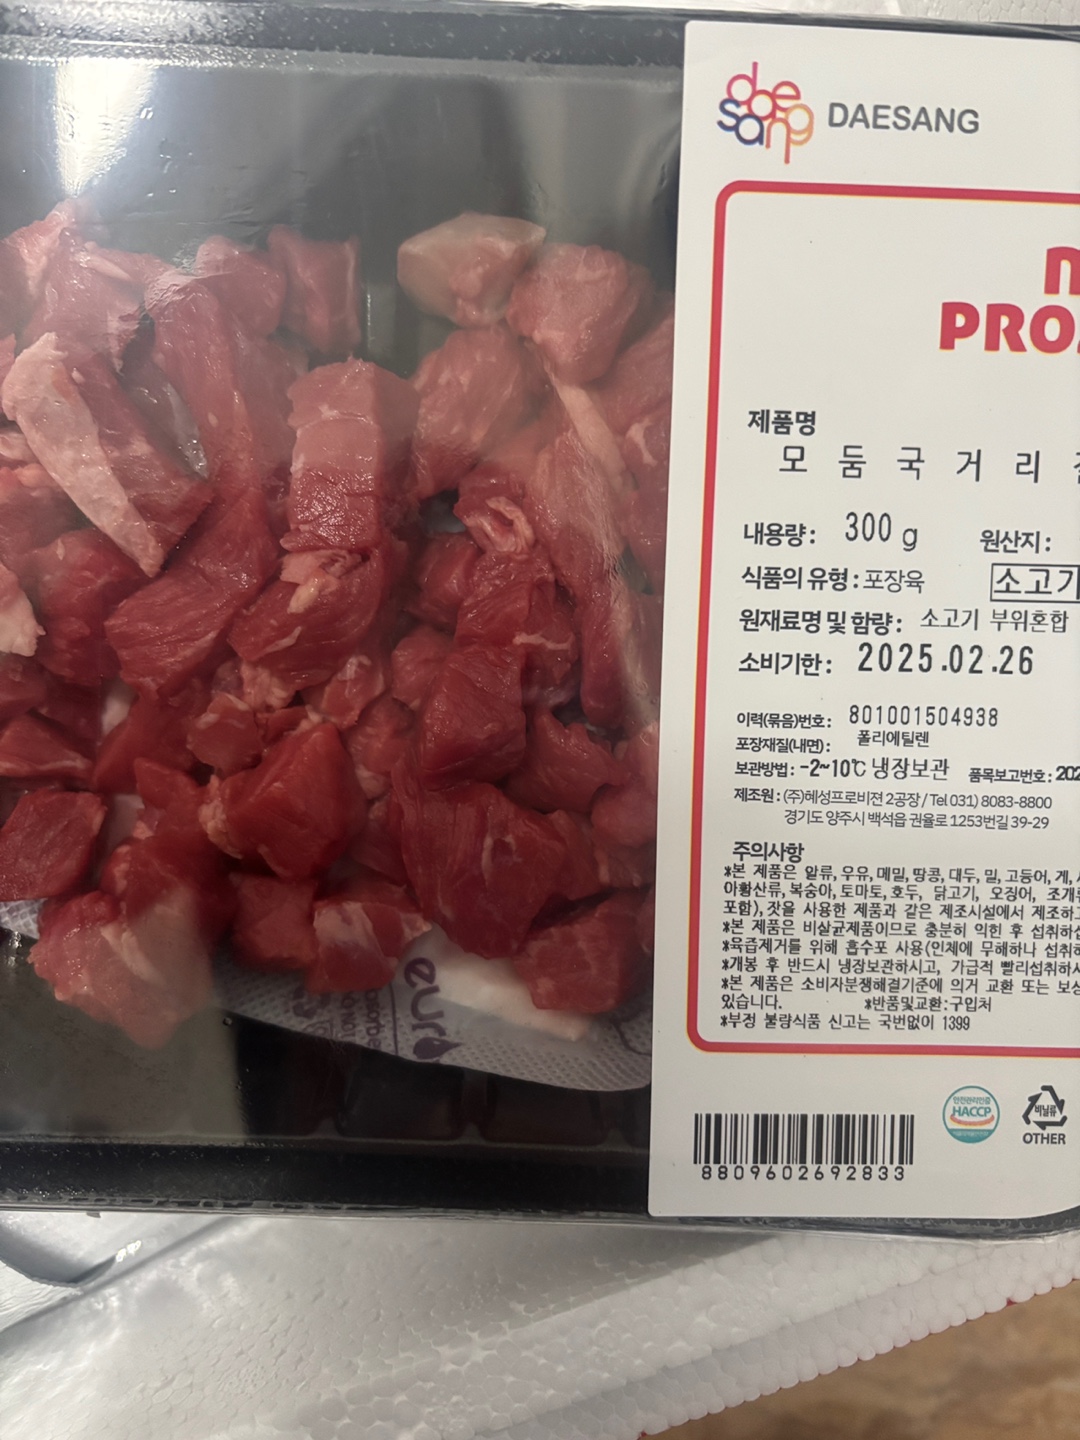 daesang DAESANG
PRO
제품명
모 둠 국 거 리
내용량 : 300 g 원산지 :
식품의 유형 : 포장육 소고기
원재료명 및 함량 : 소고기 부위혼합
소비기한 : 2025.02.26
이력(묶음)번호 : 801001504938
포장재질(내면) : 폴리에틸렌
보관방법 : -2~10℃ 냉장보관 품목보고번호 : 202
제조원 : (주)혜성프로비젼 2공장 / Tel 031) 8083-8800
경기도 양주시 백석읍 권율로 1253번길 39-29
주의사항
*본 제품은 알류, 우유, 메밀, 땅콩, 대두, 밀, 고등어, 게,
아황산류, 복숭아, 토마토, 호두, 닭고기, 오징어, 조개류
포함), 잣을 사용한 제품과 같은 제조시설에서 제조하고
*본 제품은 비살균제품이므로 충분히 익힌 후 섭취하십
*육즙제거를 위해 흡수포 사용(인체에 무해하나 섭취하
*개봉 후 반드시 냉장보관하시고, 가급적 빨리섭취하시
*본 제품은 소비자분쟁해결기준에 의거 교환 또는 보상
있습니다. *반품및교환:구입처
*부정 불량식품 신고는 국번없이 1399
안전관리인증
HACCP
비닐류
OTHER
8809602692833